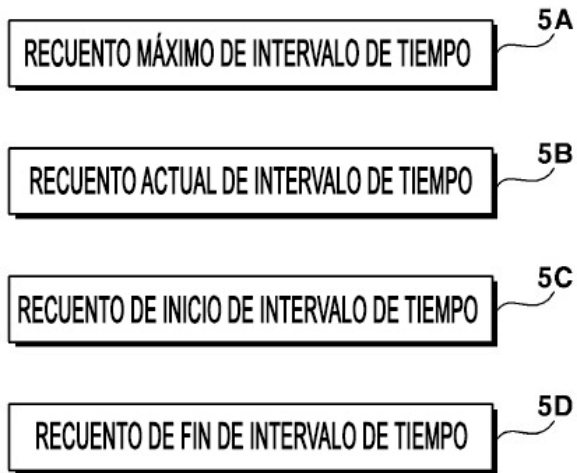 5A
RECUENTO MÁXIMO DE INTERVALO DE TIEMPO
5B
RECUENTO ACTUAL DE INTERVALO DE TIEMPO
5C
RECUENTO DE INICIO DE INTERVALO DE TIEMPO
5D
RECUENTO DE FIN DE INTERVALO DE TIEMPO